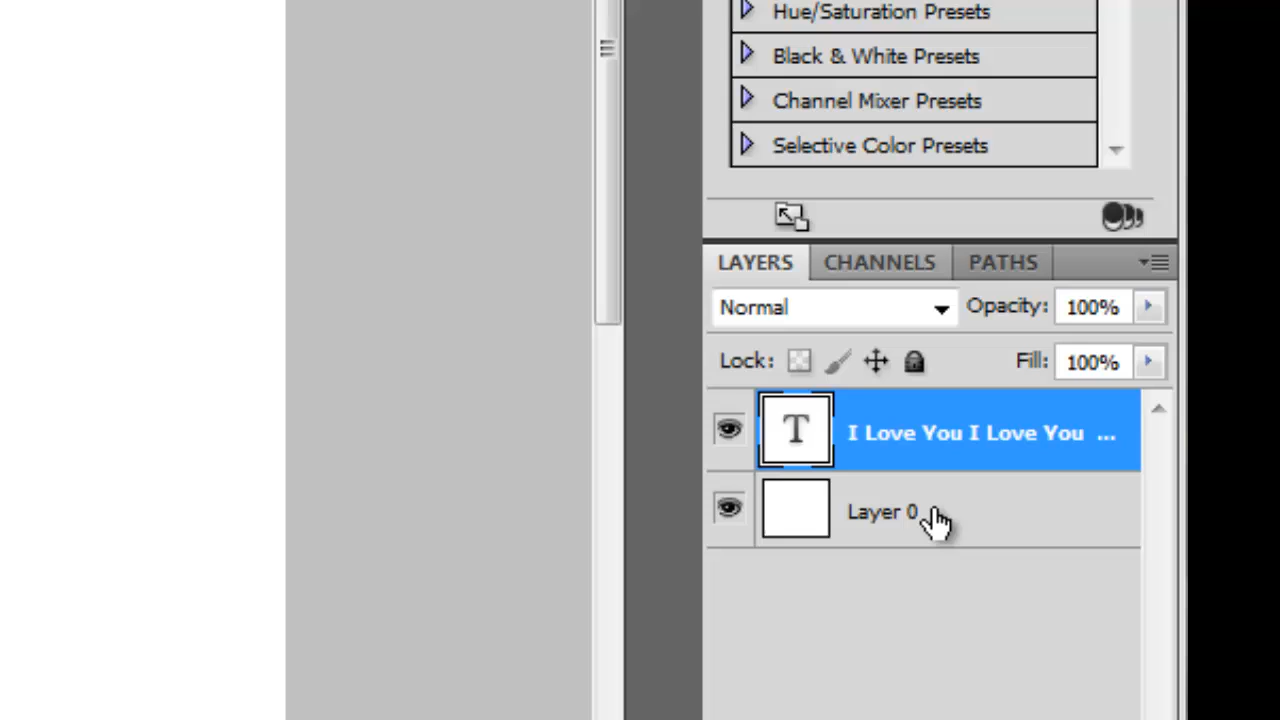 Hue/Saturation Presets
Black & White Presets
Channel Mixer Presets
Selective Color Presets
LAYERS CHANNELS PATHS
Normal Opacity: 100%
Lock: Fill: 100%
T I Love You I Love You ...
Layer 0